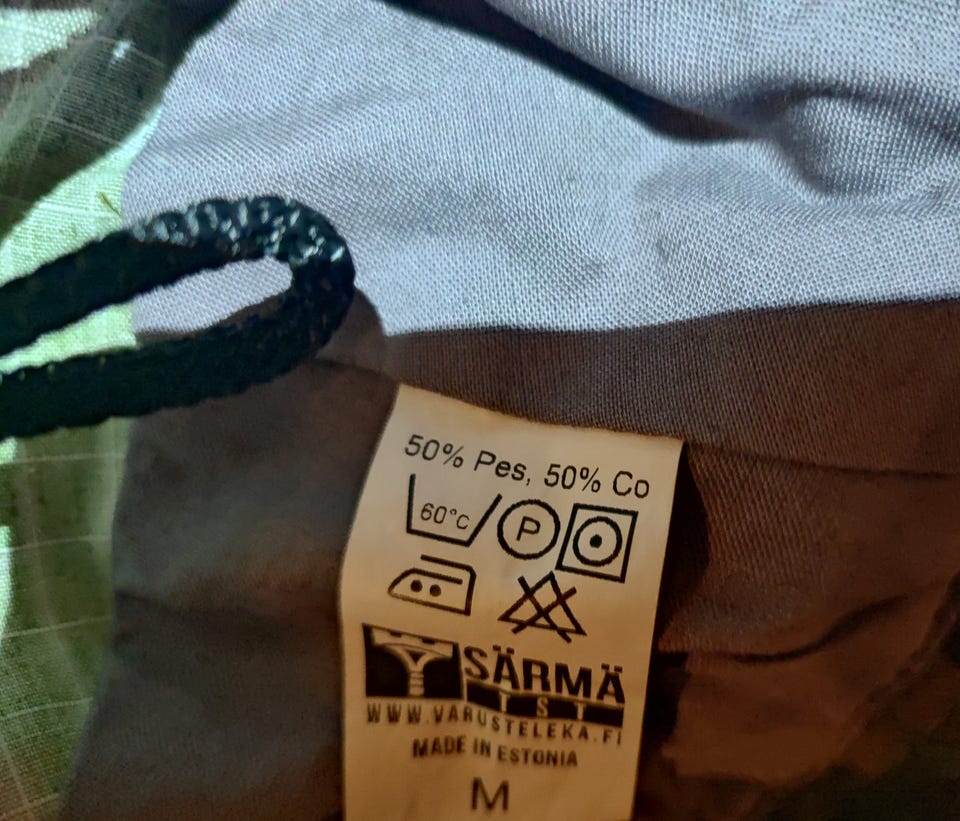 50% Pes, 50% Co
60°c P
SÄRMÄ
TST
WWW.VARUSTELEKA.FI
MADE IN ESTONIA
M